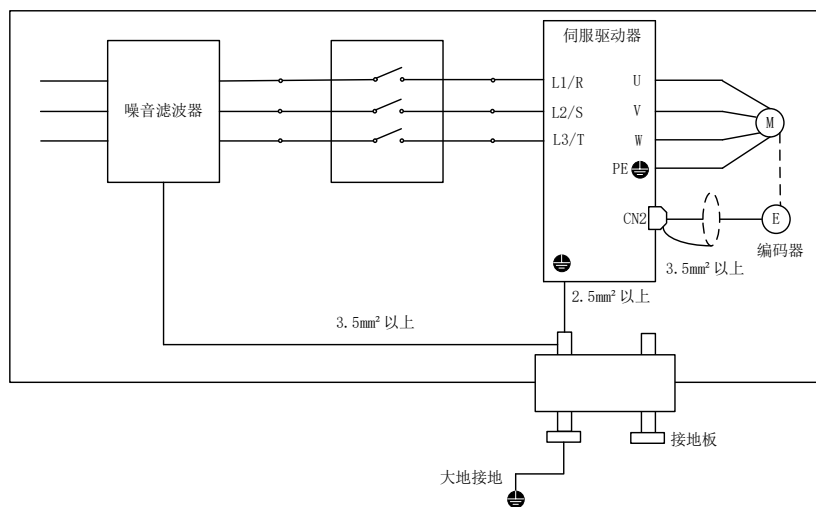 伺服驱动器
噪音滤波器
L1/R
U
L2/S
V
M
L3/T
W
PE
CN2
E
编码器
3.5mm² 以上
2.5mm² 以上
3.5mm² 以上
接地板
大地接地